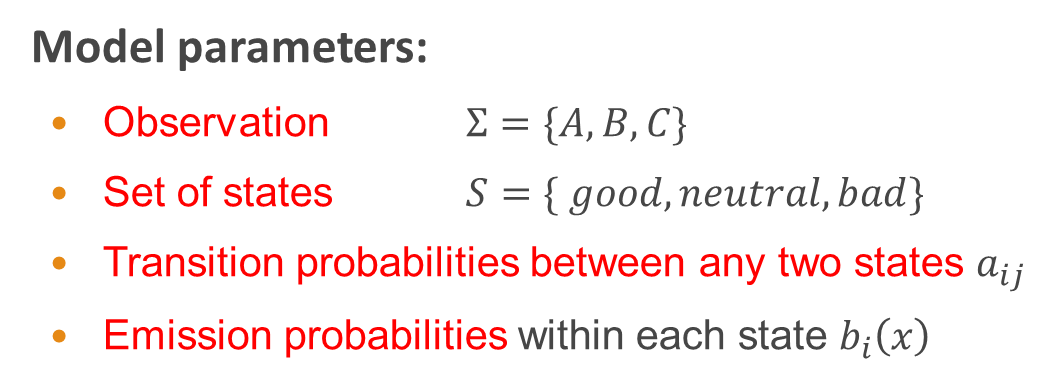 Model parameters:
• Observation Σ = {A, B, C}
• Set of states S = { good, neutral, bad}
• Transition probabilities between any two states a_{ij}
• Emission probabilities within each state b_i(x)